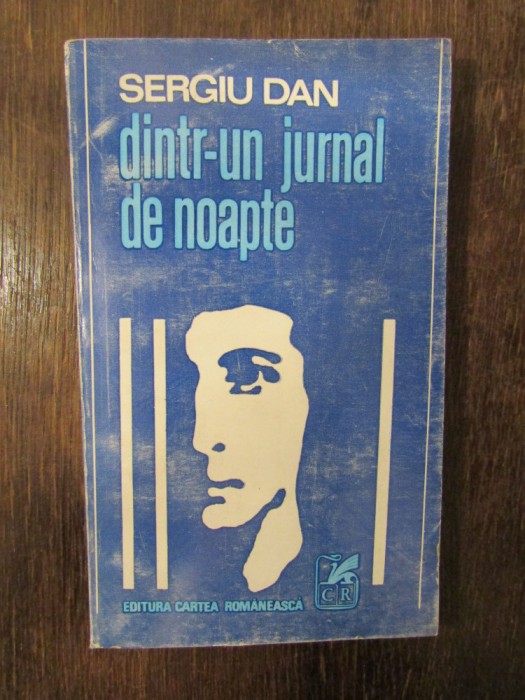 SERGIU DAN
dintr-un jurnal
de noapte
EDITURA CARTEA ROMÂNEASCĂ
CR